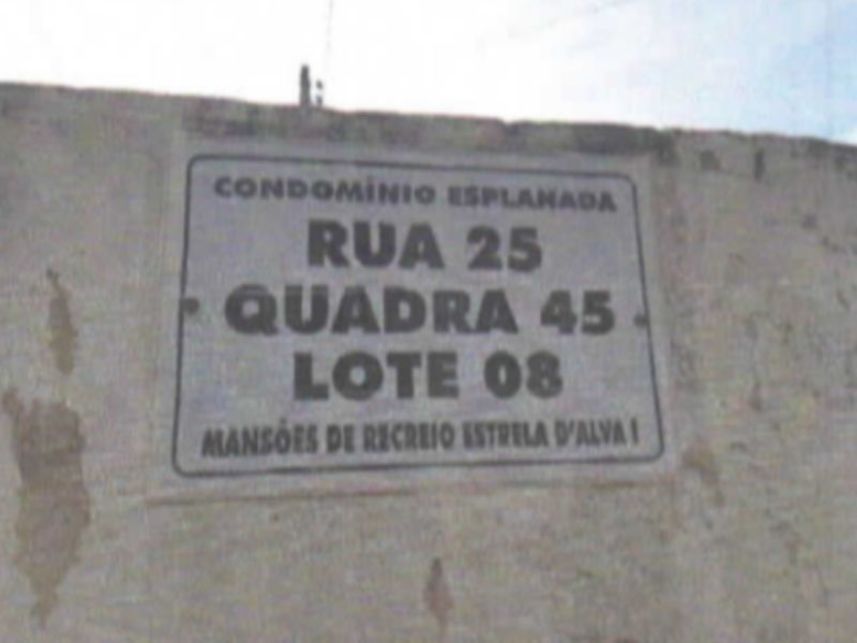 CONDOMÍNIO ESPLANADA
RUA 25
QUADRA 45
LOTE 08
MANSÕES DE RECREIO ESTRELA D'ALVA I